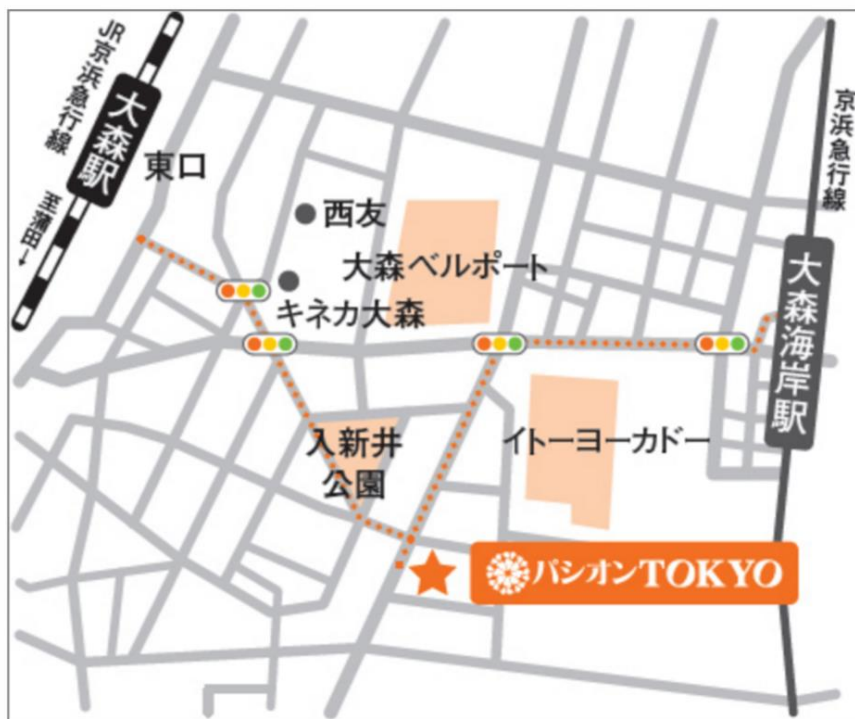 JR京浜急行線
大森駅
至蒲田↓
東口
西友
大森ベルポート
キネカ大森
京浜急行線
大森海岸駅
入新井
公園
イトーヨーカドー
パシオンTOKYO